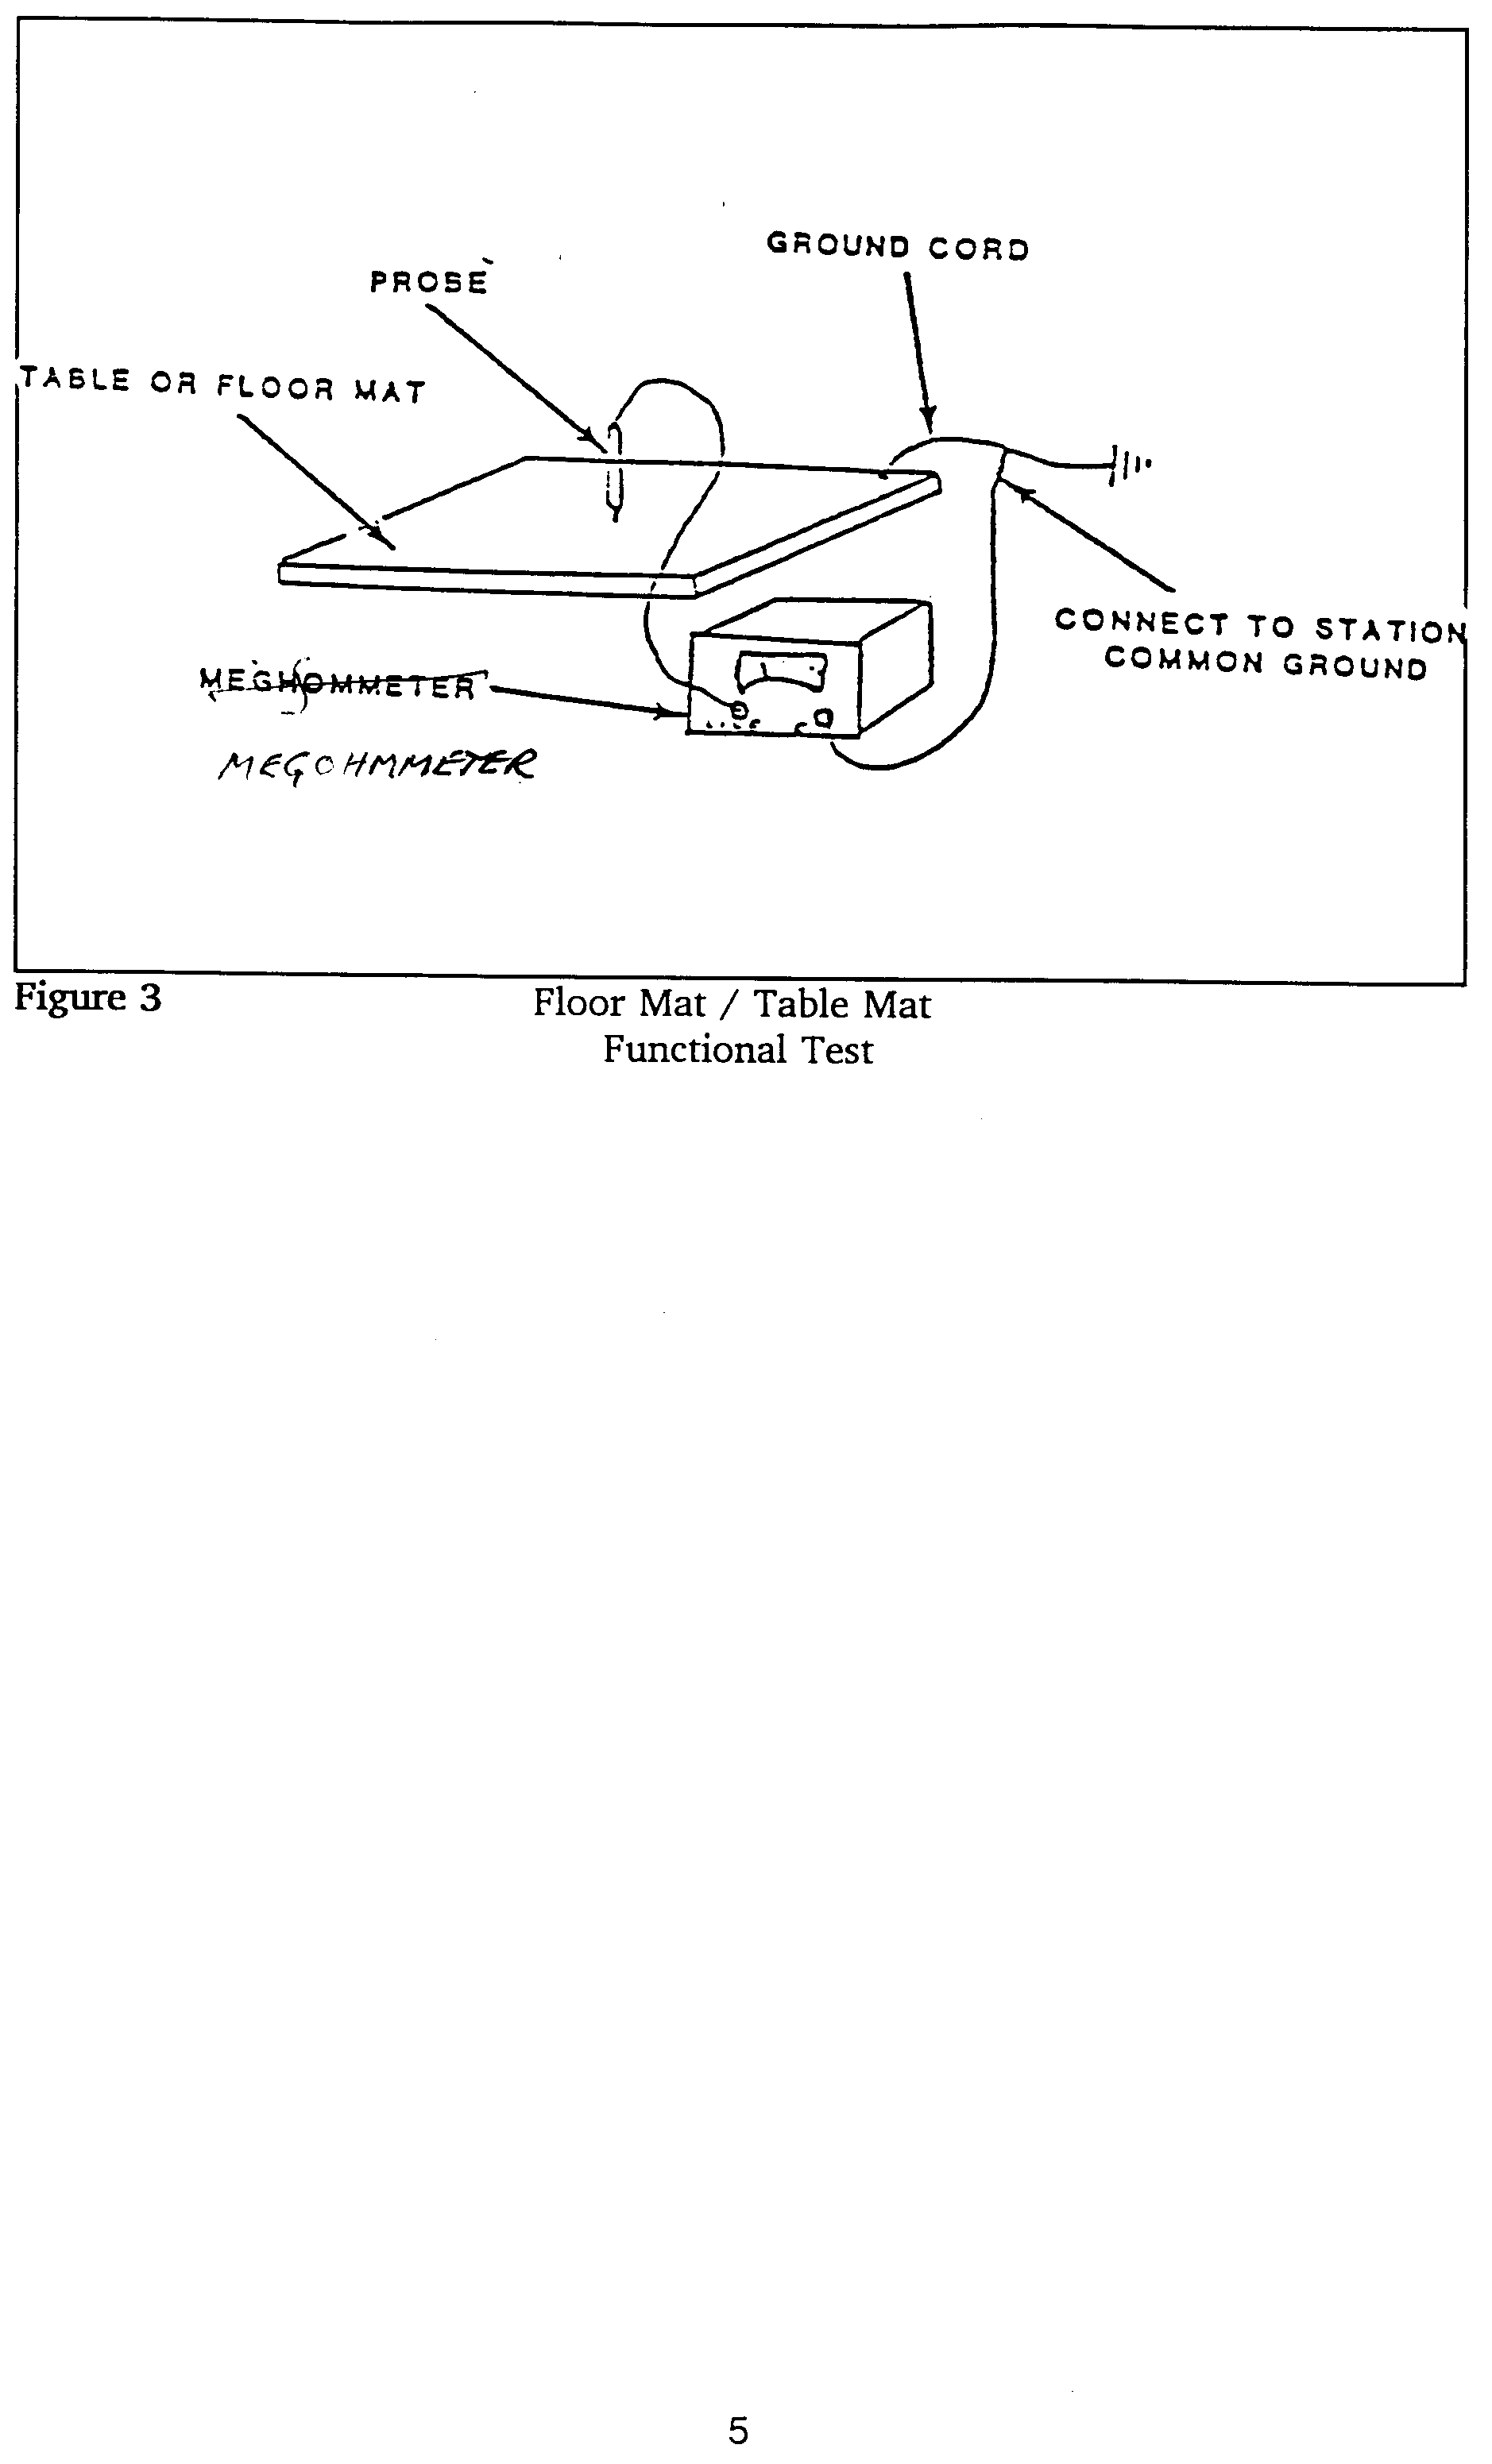 GROUND CORD
PROBE
TABLE OR FLOOR MAT
CONNECT TO STATION
COMMON GROUND
MEGHOMMETER
MEGOHMMETER
Figure 3
Floor Mat / Table Mat
Functional Test
5